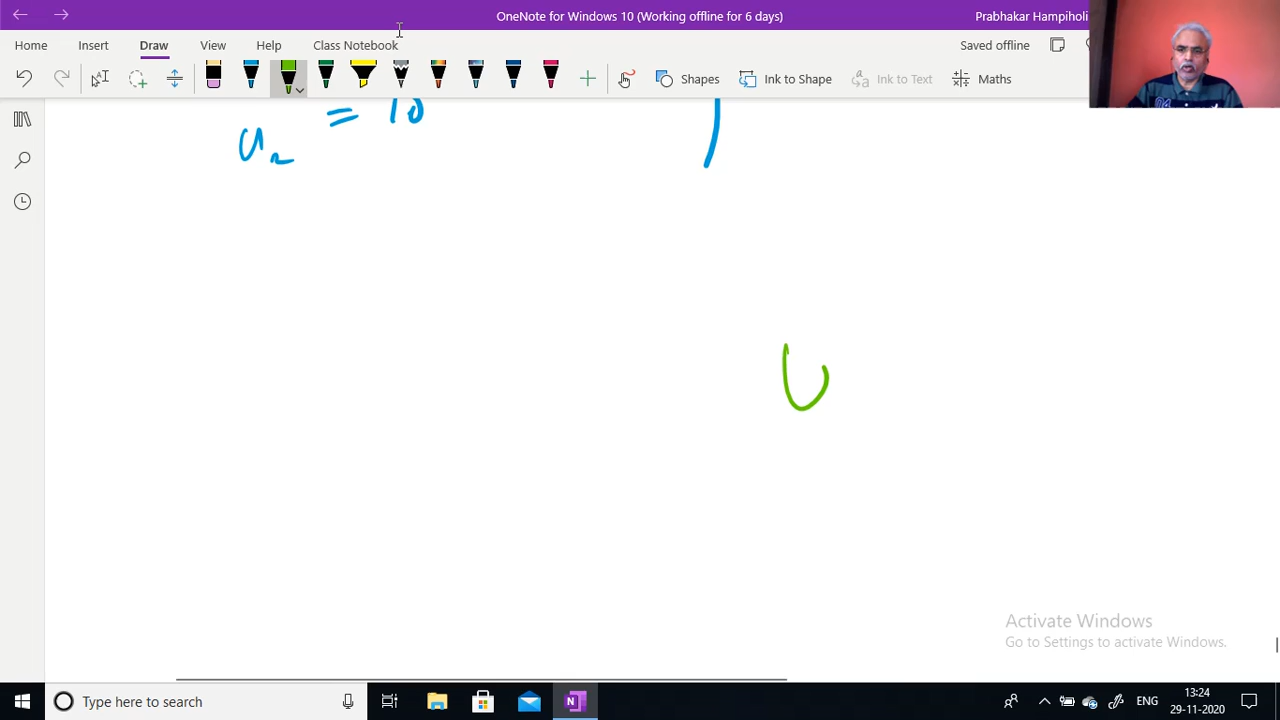 OneNote for Windows 10 (Working offline for 6 days)
Prabhakar Hampiholi
Home Insert Draw View Help Class Notebook
Saved offline
Shapes
Ink to Shape
Ink to Text
Maths
= 10
Activate Windows
Go to Settings to activate Windows.
Type here to search
ENG
13:24
29-11-2020